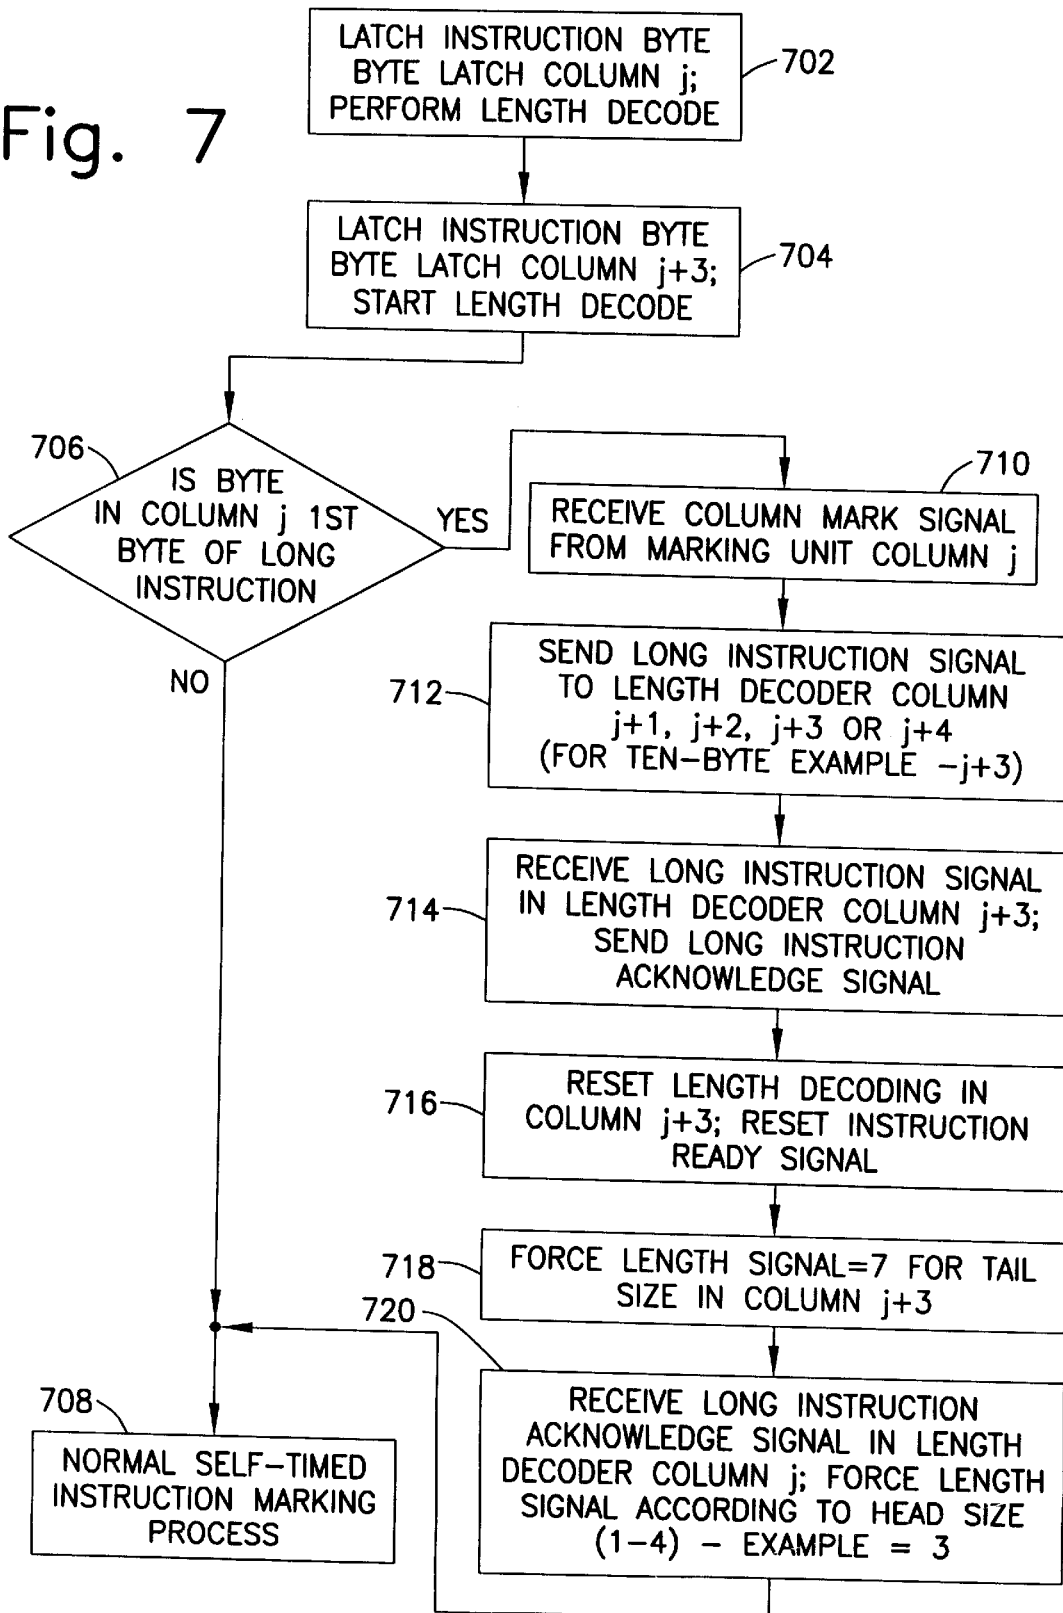 Fig. 7
LATCH INSTRUCTION BYTE
BYTE LATCH COLUMN j;
PERFORM LENGTH DECODE
702
LATCH INSTRUCTION BYTE
BYTE LATCH COLUMN j+3;
START LENGTH DECODE
704
706
IS BYTE
IN COLUMN j 1ST
BYTE OF LONG
INSTRUCTION
YES
NO
710
RECEIVE COLUMN MARK SIGNAL
FROM MARKING UNIT COLUMN j
712
SEND LONG INSTRUCTION SIGNAL
TO LENGTH DECODER COLUMN
j+1, j+2, j+3 OR j+4
(FOR TEN-BYTE EXAMPLE -j+3)
714
RECEIVE LONG INSTRUCTION SIGNAL
IN LENGTH DECODER COLUMN j+3;
SEND LONG INSTRUCTION
ACKNOWLEDGE SIGNAL
716
RESET LENGTH DECODING IN
COLUMN j+3; RESET INSTRUCTION
READY SIGNAL
718
FORCE LENGTH SIGNAL=7 FOR TAIL
SIZE IN COLUMN j+3
720
RECEIVE LONG INSTRUCTION
ACKNOWLEDGE SIGNAL IN LENGTH
DECODER COLUMN j; FORCE LENGTH
SIGNAL ACCORDING TO HEAD SIZE
(1-4) - EXAMPLE = 3
708
NORMAL SELF-TIMED
INSTRUCTION MARKING
PROCESS